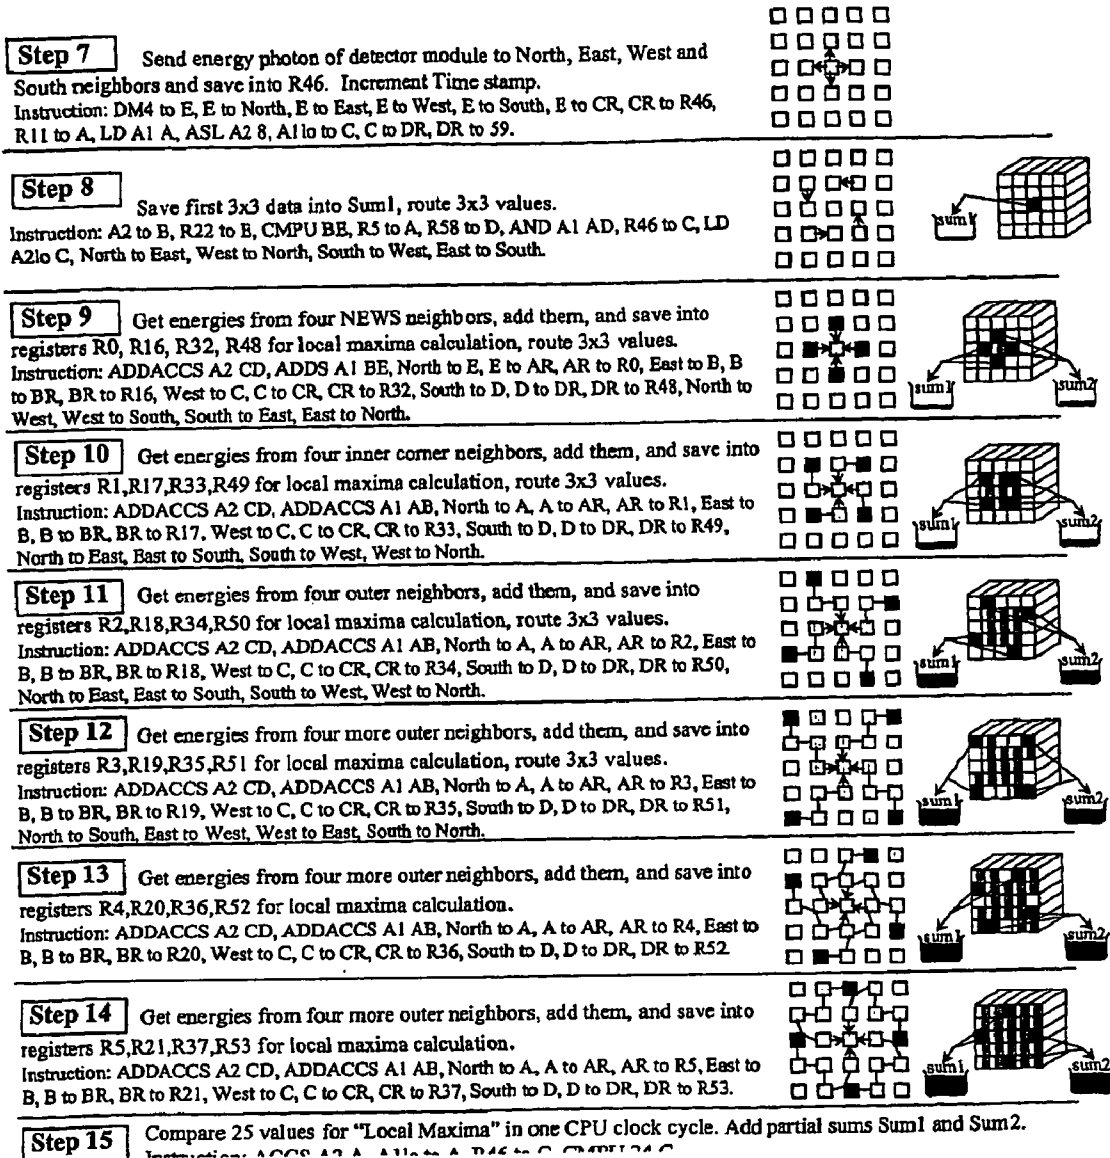 Step 7 Send energy photon of detector module to North, East, West and
South neighbors and save into R46. Increment Time stamp.
Instruction: DM4 to E, E to North, E to East, E to West, E to South, E to CR, CR to R46,
R11 to A, LD A1 A, ASL A2 8, A1lo to C, C to DR, DR to 59.
Step 8
Save first 3x3 data into Sum1, route 3x3 values.
Instruction: A2 to B, R22 to E, CMPU BE, R5 to A, R58 to D, AND A1 AD, R46 to C, LD
A2lo C, North to East, West to North, South to West, East to South.
sum1
Step 9 Get energies from four NEWS neighbors, add them, and save into
registers R0, R16, R32, R48 for local maxima calculation, route 3x3 values.
Instruction: ADDACCS A2 CD, ADDS A1 BE, North to E, E to AR, AR to R0, East to B, B
to BR, BR to R16, West to C, C to CR, CR to R32, South to D, D to DR, DR to R48, North to
West, West to South, South to East, East to North.
sum1 sum2
Step 10 Get energies from four inner corner neighbors, add them, and save into
registers R1,R17,R33,R49 for local maxima calculation, route 3x3 values.
Instruction: ADDACCS A2 CD, ADDACCS A1 AB, North to A, A to AR, AR to R1, East to
B, B to BR, BR to R17, West to C, C to CR, CR to R33, South to D, D to DR, DR to R49,
North to East, East to South, South to West, West to North.
sum1 sum2
Step 11 Get energies from four outer neighbors, add them, and save into
registers R2,R18,R34,R50 for local maxima calculation, route 3x3 values.
Instruction: ADDACCS A2 CD, ADDACCS A1 AB, North to A, A to AR, AR to R2, East to
B, B to BR, BR to R18, West to C, C to CR, CR to R34, South to D, D to DR, DR to R50,
North to East, East to South, South to West, West to North.
sum1 sum2
Step 12 Get energies from four more outer neighbors, add them, and save into
registers R3,R19,R35,R51 for local maxima calculation, route 3x3 values.
Instruction: ADDACCS A2 CD, ADDACCS A1 AB, North to A, A to AR, AR to R3, East to
B, B to BR, BR to R19, West to C, C to CR, CR to R35, South to D, D to DR, DR to R51,
North to South, East to West, West to East, South to North.
sum1 sum2
Step 13 Get energies from four more outer neighbors, add them, and save into
registers R4,R20,R36,R52 for local maxima calculation.
Instruction: ADDACCS A2 CD, ADDACCS A1 AB, North to A, A to AR, AR to R4, East to
B, B to BR, BR to R20, West to C, C to CR, CR to R36, South to D, D to DR, DR to R52
sum1 sum2
Step 14 Get energies from four more outer neighbors, add them, and save into
registers R5,R21,R37,R53 for local maxima calculation.
Instruction: ADDACCS A2 CD, ADDACCS A1 AB, North to A, A to AR, AR to R5, East to
B, B to BR, BR to R21, West to C, C to CR, CR to R37, South to D, D to DR, DR to R53.
sum1 sum2
Step 15 Compare 25 values for "Local Maxima" in one CPU clock cycle. Add partial sums Sum1 and Sum2.